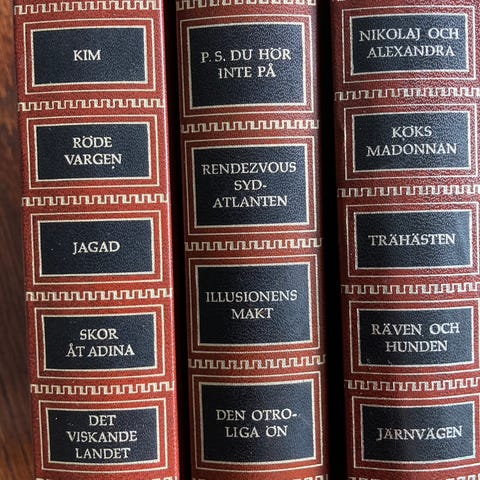 KIM
RÖDE
VARGEN
JAGAD
SKOR
ÅT ADINA
DET
VISKANDE
LANDET
P. S. DU HÖR
INTE PÅ
RENDEZVOUS
SYD-
ATLANTEN
ILLUSIONENS
MAKT
DEN OTRO-
LIGA ÖN
NIKOLAJ OCH
ALEXANDRA
KÖKS
MADONNAN
TRÄHÄSTEN
RÄVEN OCH
HUNDEN
JÄRNVÄGEN